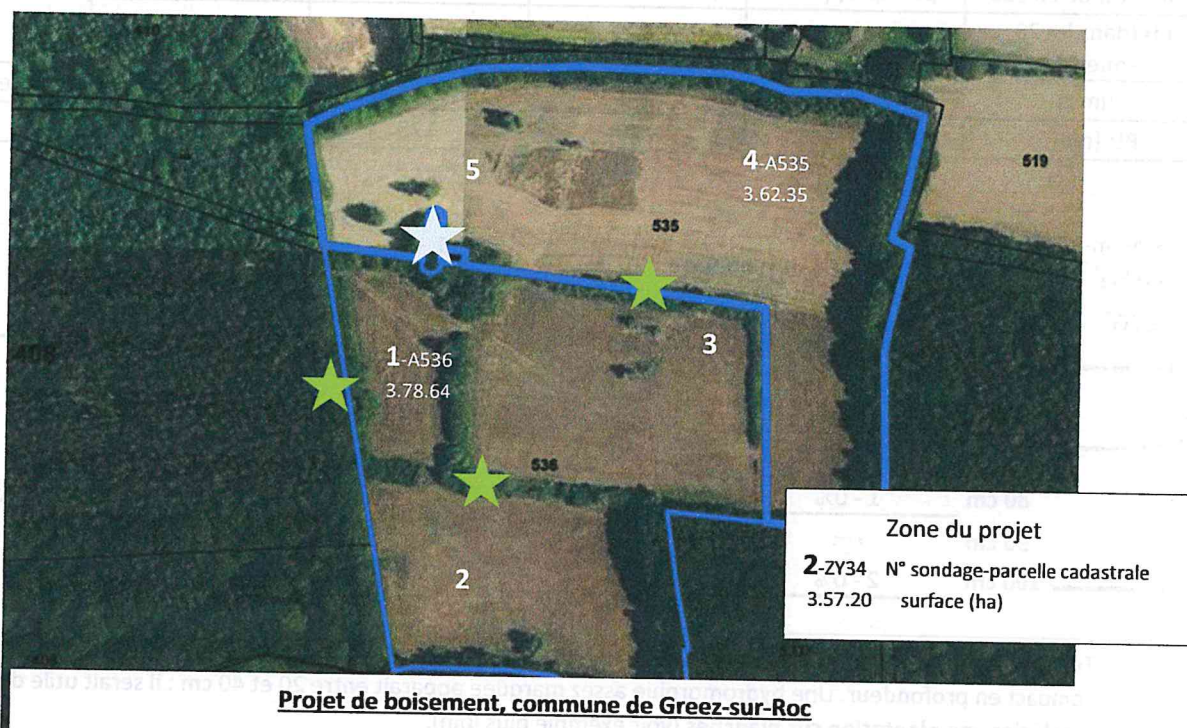 519
5
4-A535
3.62.35
535
3
1-A536
3.78.64
536
2
Zone du projet
2-ZY34 N° sondage-parcelle cadastrale
3.57.20 surface (ha)
Projet de boisement, commune de Greez-sur-Roc